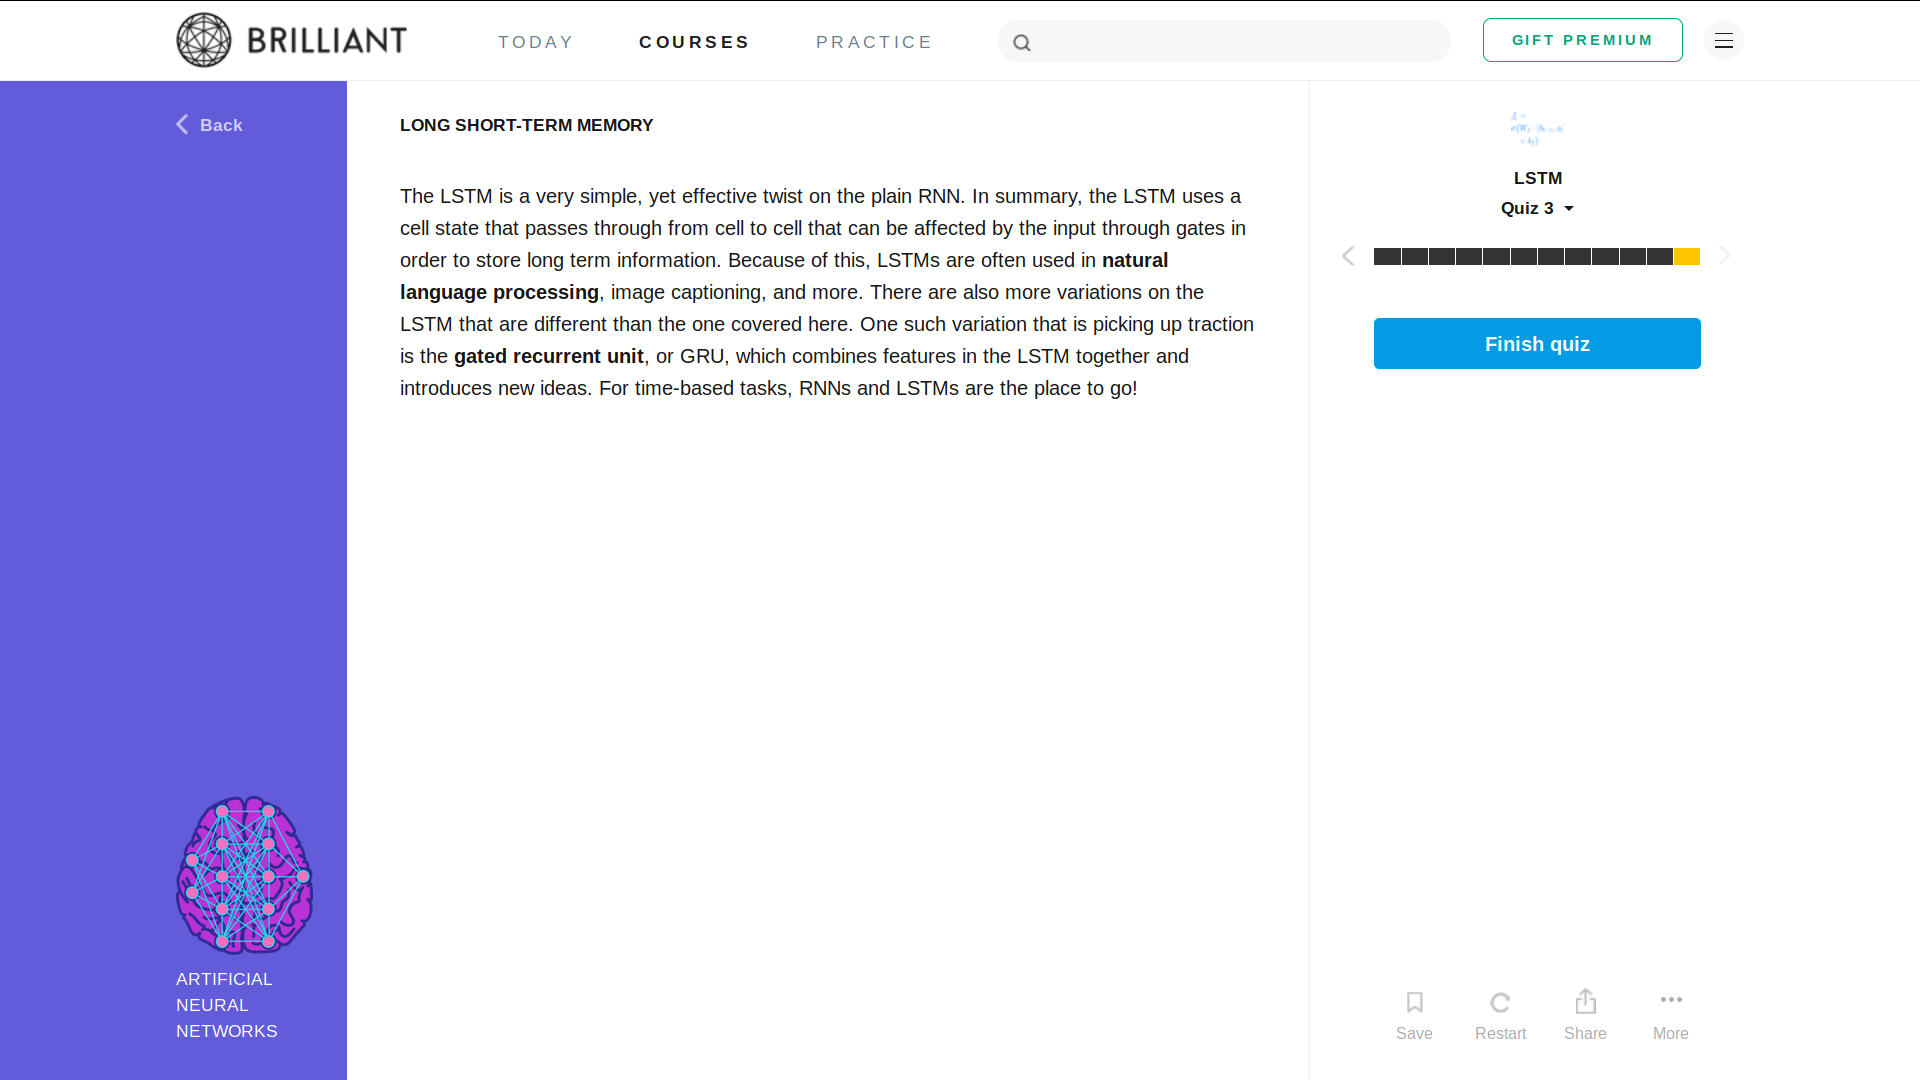 BRILLIANT
TODAY
COURSES
PRACTICE
GIFT PREMIUM
Back
LONG SHORT-TERM MEMORY
The LSTM is a very simple, yet effective twist on the plain RNN. In summary, the LSTM uses a
cell state that passes through from cell to cell that can be affected by the input through gates in
order to store long term information. Because of this, LSTMs are often used in natural
language processing, image captioning, and more. There are also more variations on the
LSTM that are different than the one covered here. One such variation that is picking up traction
is the gated recurrent unit, or GRU, which combines features in the LSTM together and
introduces new ideas. For time-based tasks, RNNs and LSTMs are the place to go!
LSTM
Quiz 3
Finish quiz
ARTIFICIAL
NEURAL
NETWORKS
Save
Restart
Share
More